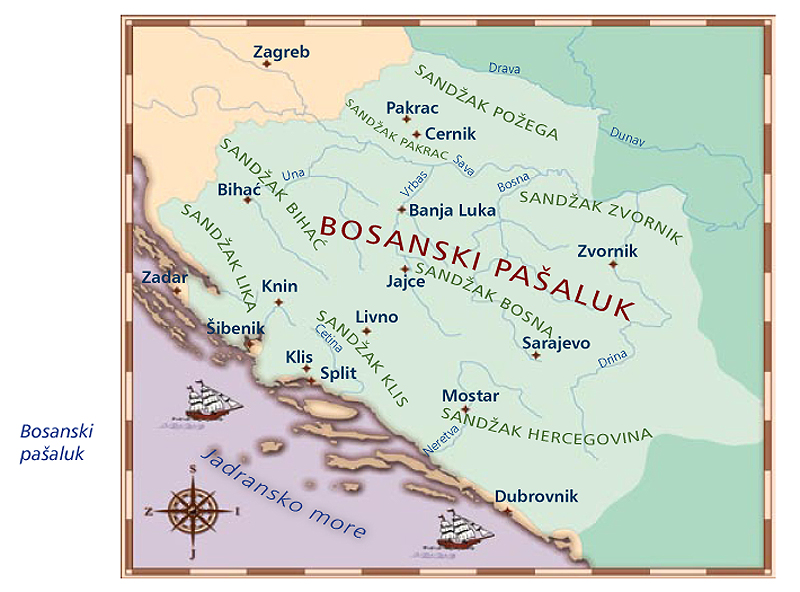 Zagreb
Drava
SANDŽAK POŽEGA
Pakrac
SANDŽAK PAKRAC
Cernik
Dunav
Sava
Una
Vrbas
Bosna
SANDŽAK BIHAĆ
Bihać
SANDŽAK ZVORNIK
Banja Luka
SANDŽAK LIKA
BOSANSKI PAŠALUK
Zvornik
Zadar
Knin
Jajce
SANDŽAK BOSNA
Livno
Šibenik
SANDŽAK KLIS
Cetina
Sarajevo
Drina
Klis
Split
Mostar
SANDŽAK HERCEGOVINA
Neretva
Bosanski
pašaluk
Jadransko more
S
Z
I
J
Dubrovnik